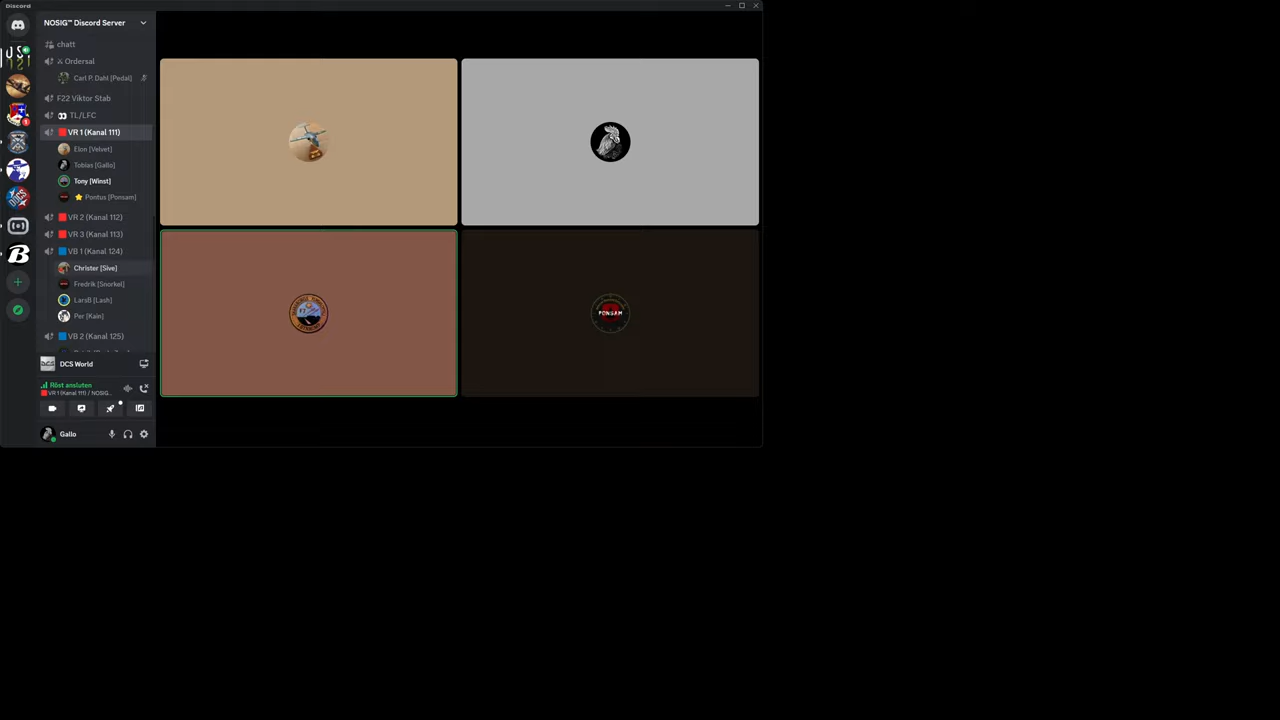 Discord
NOSIG™ Discord Server
chatt
Ordersal
Carl P. Dahl [Pedal]
F22 Viktor Stab
TL/LFC
VR 1 (Kanal 111)
Elon [Velvet]
Tobias [Gallo]
Tony [Winst]
Pontus [Ponsam]
VR 2 (Kanal 112)
VR 3 (Kanal 113)
VB 1 (Kanal 124)
Christer [Sive]
Fredrik [Snorkel]
LarsB [Lash]
Per [Kain]
VB 2 (Kanal 125)
DCS World
Röst ansluten
VR 1 (Kanal 111) / NOSIG...
Gallo
PONSAM